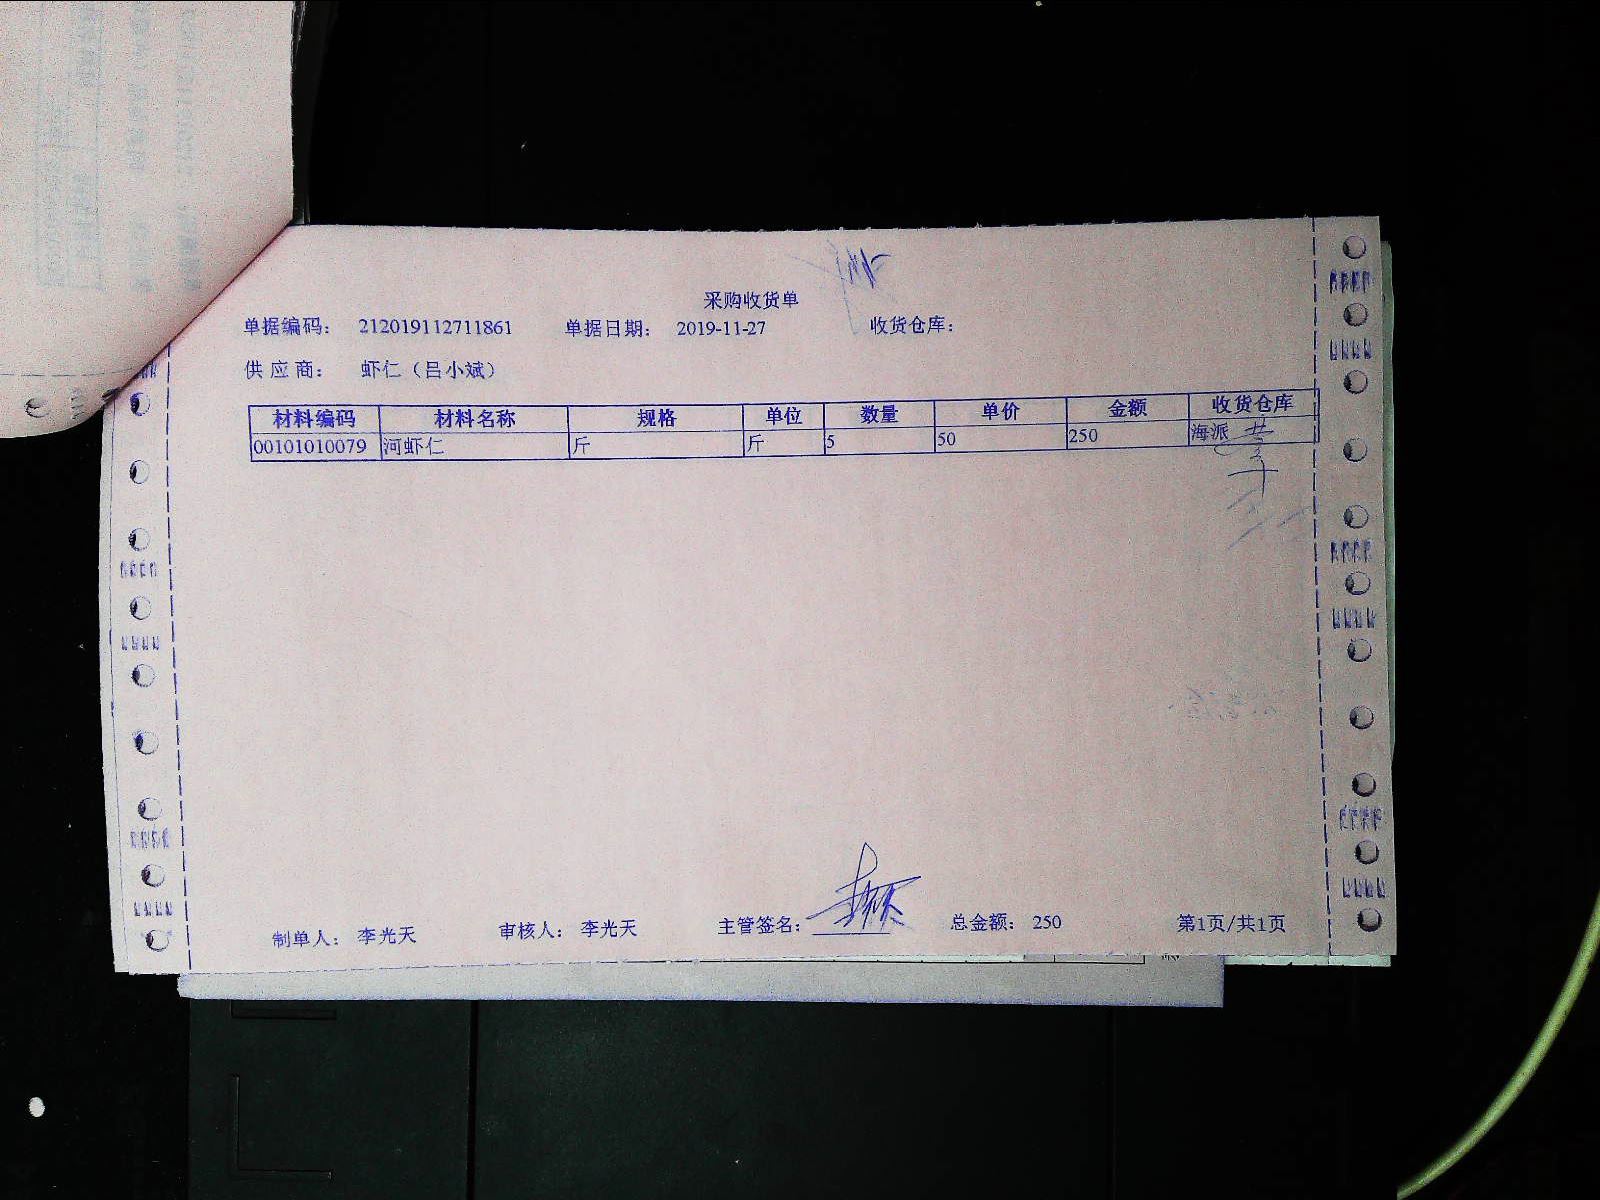 采购收货单
单据编码： 212019112711861 单据日期： 2019-11-27 收货仓库：
供应商： 虾仁（吕小斌）
材料编码 材料名称 规格 单位 数量 单价 金额 收货仓库
00101010079 河虾仁 斤 斤 5 50 250 海派
制单人： 李光天 审核人： 李光天 主管签名： 总金额： 250 第1页/共1页